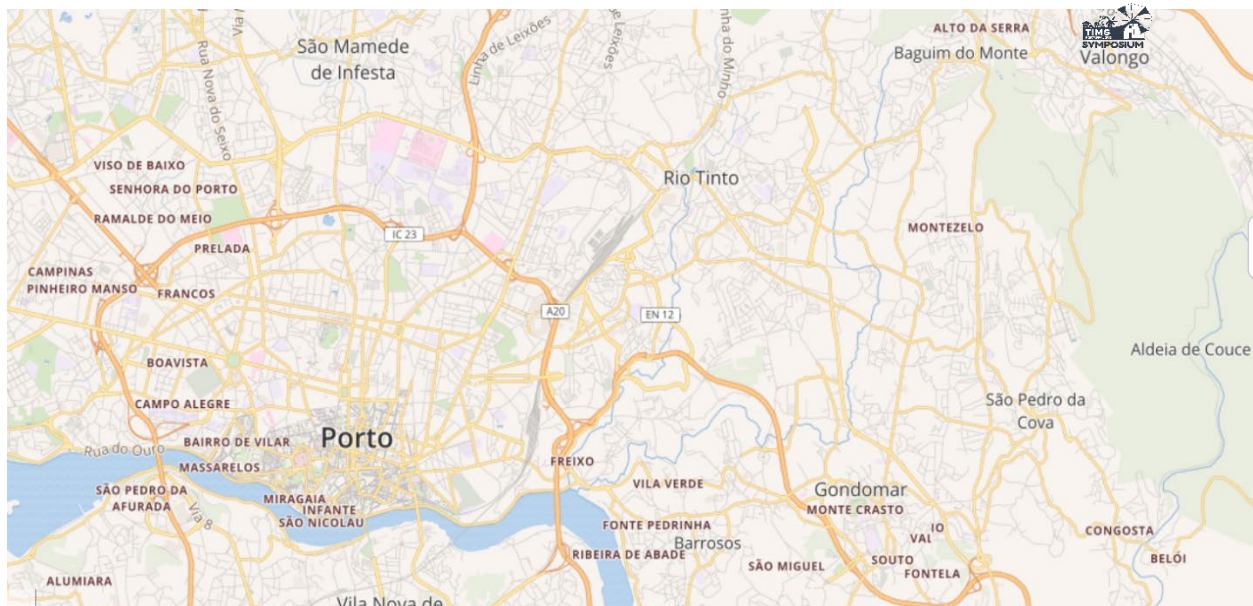 ALTO DA SERRA
TIMG
SYMPOSIUM
São Mamede
de Infesta
Linha de Leixões
Baguim do Monte
Valongo
Rua Nova do Seixo
VISO DE BAIXO
SENHORA DO PORTO
Rio Tinto
RAMALDE DO MEIO
IC 23
MONTEZELO
PRELADA
CAMPINAS
PINHEIRO MANSO
FRANCOS
A20
EN 12
BOAVISTA
Aldeia de Couce
CAMPO ALEGRE
São Pedro da
Cova
Porto
BAIRRO DE VILAR
Rua do Ouro
MASSARELOS
FREIXO
VILA VERDE
SÃO PEDRO DA
AFURADA
Via 8
MIRAGAIA
INFANTE
SÃO NICOLAU
Gondomar
MONTE CRASTO
FONTE PEDRINHA
Barrosos
RIBEIRA DE ABADE
IO
VAL
CONGOSTA
SÃO MIGUEL
SOUTO
FONTELA
BELÓI
ALUMIARA
Vila Nova de